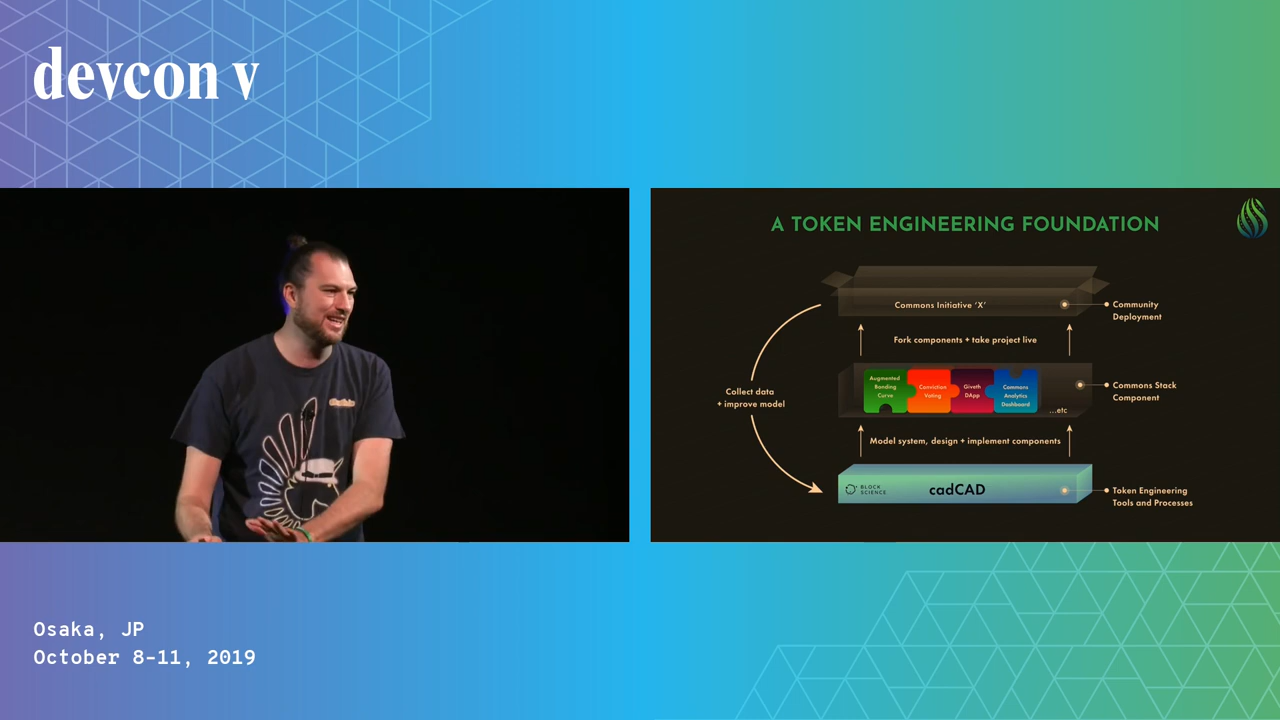 devcon v
A TOKEN ENGINEERING FOUNDATION
Commons Initiative 'X'
Community
Deployment
Fork components + take project live
Collect data
+ improve model
Augmented
Bonding
Curve
Conviction
Voting
Giveth
DApp
Commons
Analytics
Dashboard
...etc
Commons Stack
Component
Model system, design + implement components
BLOCK
SCIENCE
cadCAD
Token Engineering
Tools and Processes
Osaka, JP
October 8-11, 2019